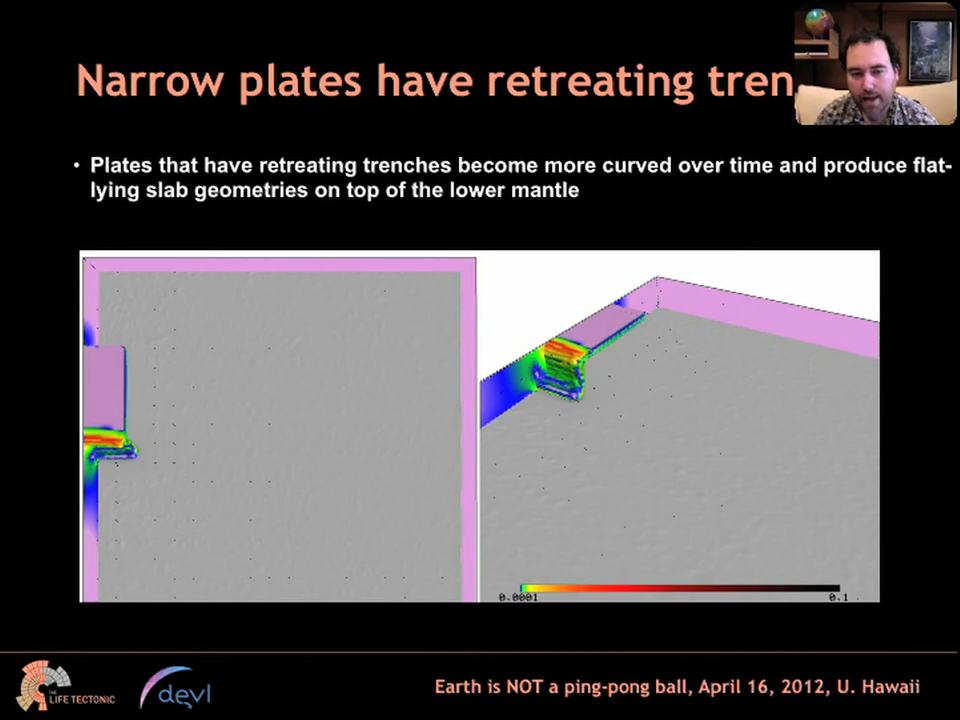 Narrow plates have retreating tren
• Plates that have retreating trenches become more curved over time and produce flat-
lying slab geometries on top of the lower mantle
0.0001
0.1
THE
LIFE TECTONIC
devl
Earth is NOT a ping-pong ball, April 16, 2012, U. Hawaii